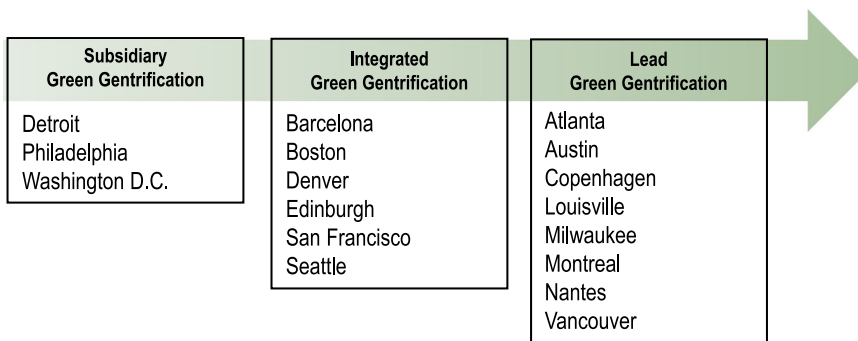 Subsidiary
Green Gentrification
Detroit
Philadelphia
Washington D.C.
Integrated
Green Gentrification
Barcelona
Boston
Denver
Edinburgh
San Francisco
Seattle
Lead
Green Gentrification
Atlanta
Austin
Copenhagen
Louisville
Milwaukee
Montreal
Nantes
Vancouver